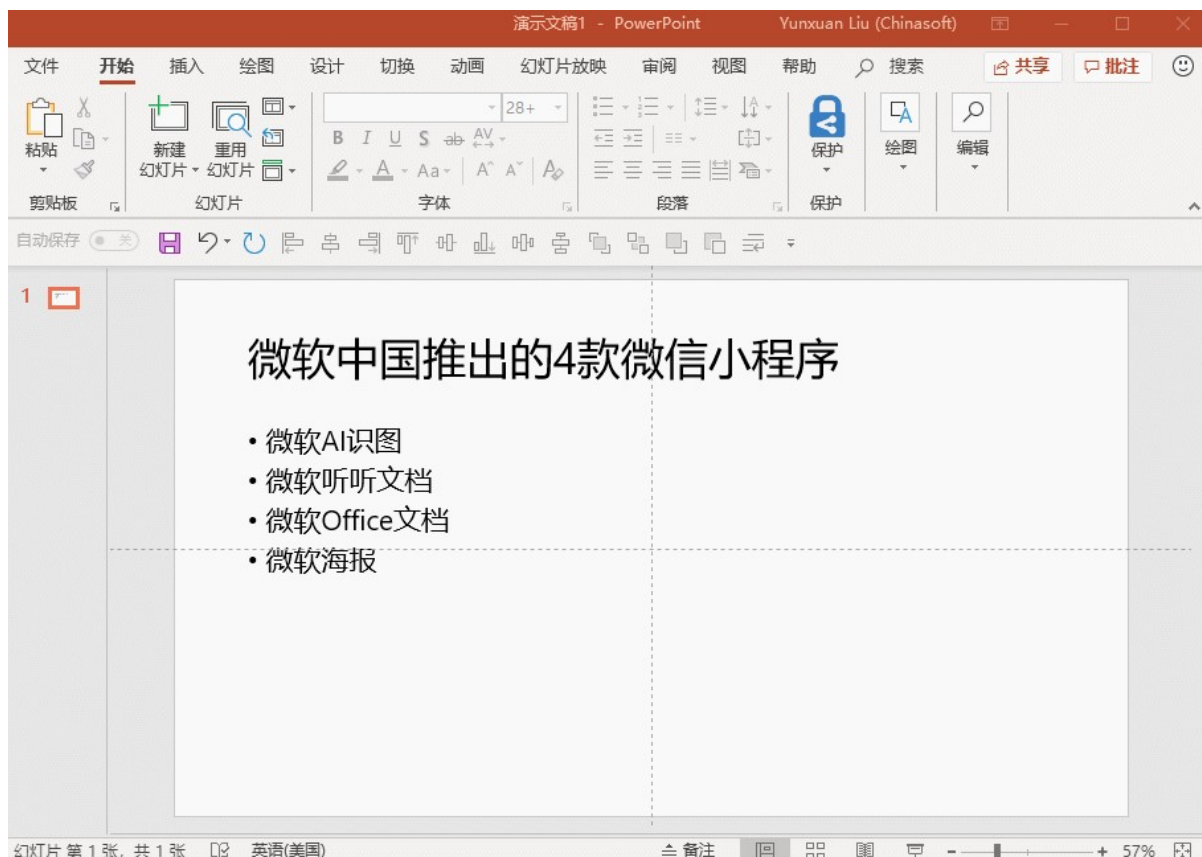 演示文稿1 - PowerPoint Yunxuan Liu (Chinasoft)
文件 开始 插入 绘图 设计 切换 动画 幻灯片放映 审阅 视图 帮助 搜索 共享 批注
28+
B I U S ab AV
粘贴 新建 重用 保护 绘图 编辑
幻灯片 幻灯片 A Aa A A A
剪贴板 幻灯片 字体 段落 保护
自动保存 关
1
微软中国推出的4款微信小程序
• 微软AI识图
• 微软听听文档
• 微软Office文档
• 微软海报
幻灯片 第 1 张，共 1 张 英语(美国) 备注 57%